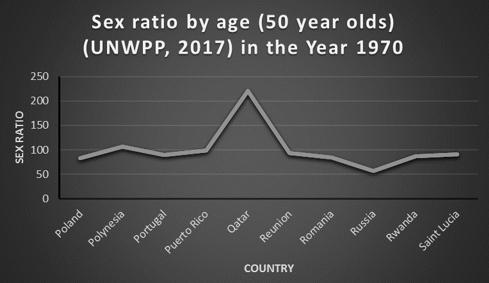 Sex ratio by age (50 year olds)
(UNWPP, 2017) in the Year 1970
250
200
150
100
50
0
SEX RATIO
Poland
Polynesia
Portugal
Puerto Rico
Qatar
Reunion
Romania
Russia
Rwanda
Saint Lucia
COUNTRY